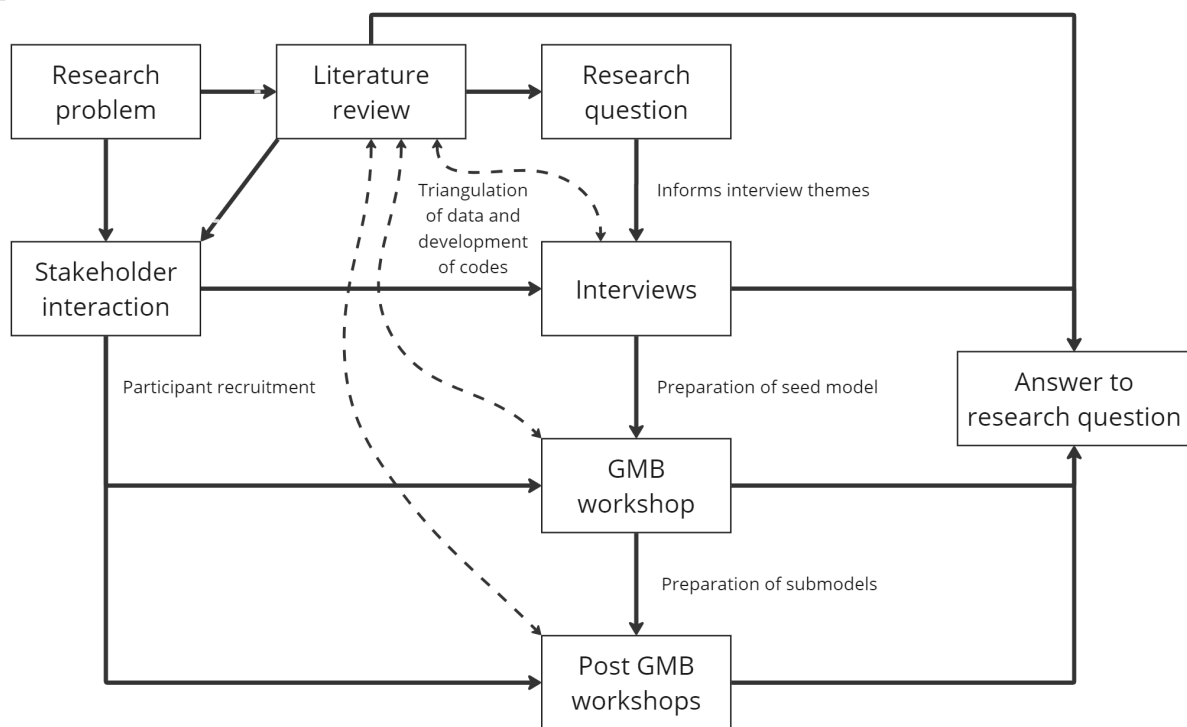 Research
problem
Literature
review
Research
question
Triangulation
of data and
development
of codes
Informs interview themes
Stakeholder
interaction
Interviews
Participant recruitment
Preparation of seed model
Answer to
research question
GMB
workshop
Preparation of submodels
Post GMB
workshops